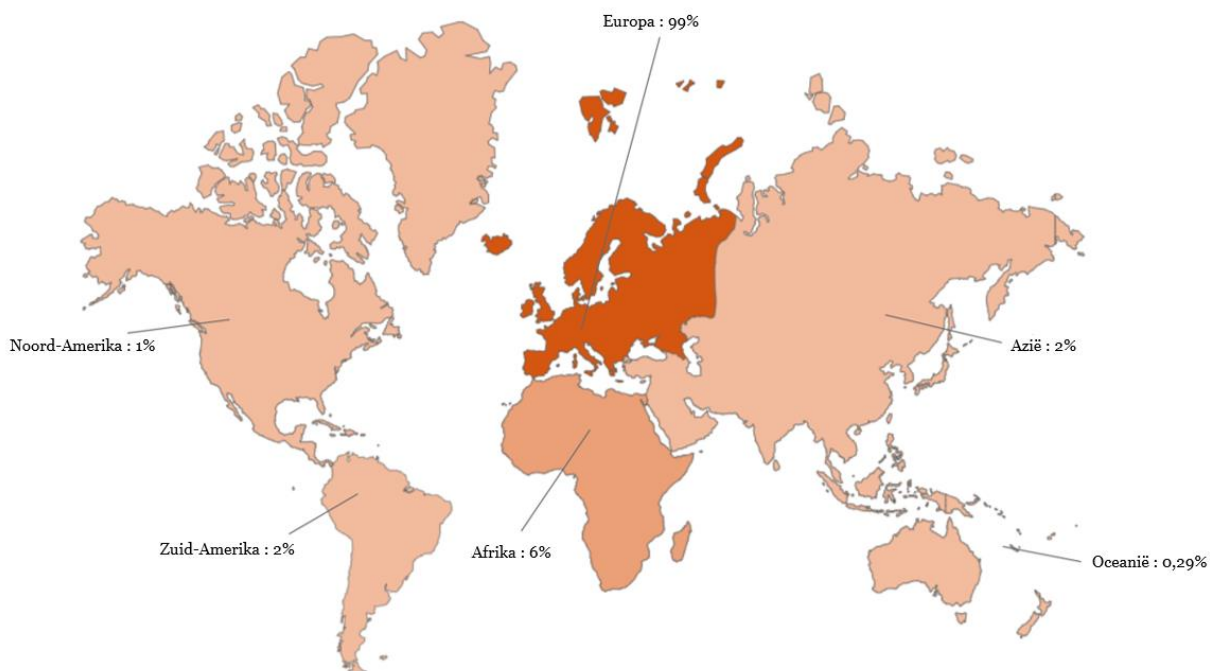 Europa : 99%
Noord-Amerika : 1%
Azië : 2%
Zuid-Amerika : 2%
Afrika : 6%
Oceanië : 0,29%